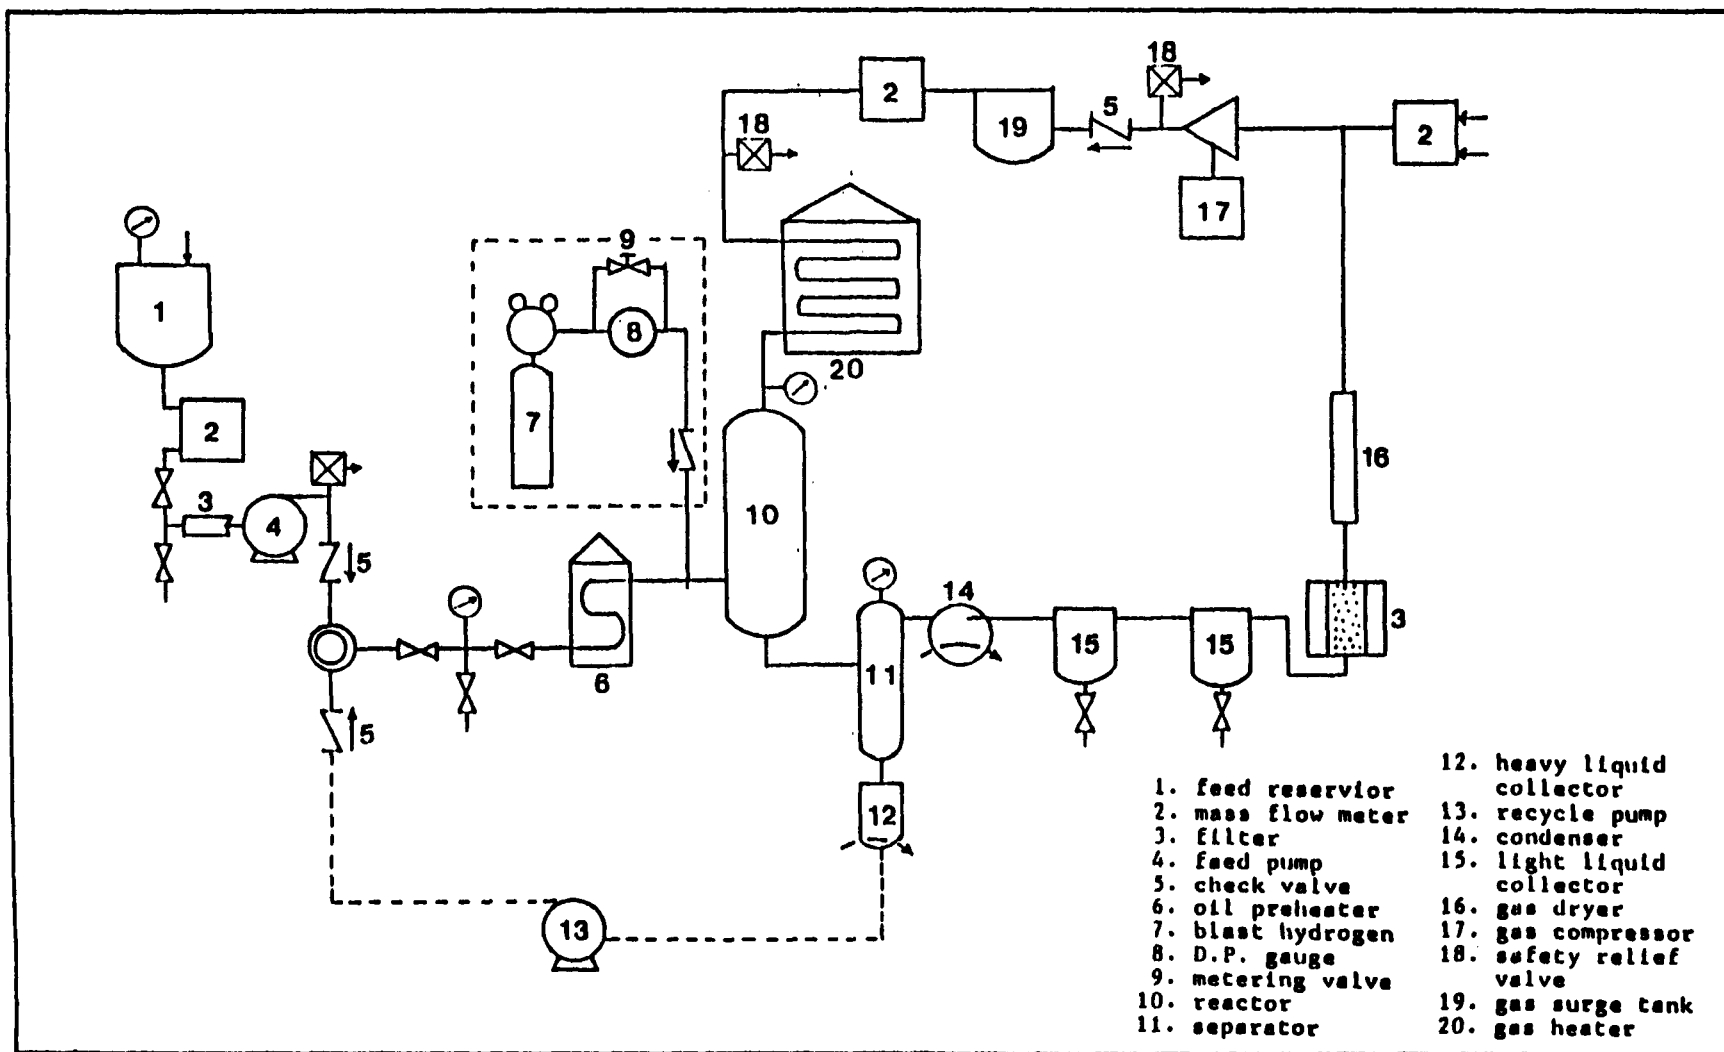 18
2
18
5
19
2
17
9
1
8
20
7
2
16
3
10
4
5
14
3
15
15
11
6
5
12
13
1. feed reservior
2. mass flow meter
3. filter
4. feed pump
5. check valve
6. oil preheater
7. blast hydrogen
8. D.P. gauge
9. metering valve
10. reactor
11. separator
12. heavy liquid
collector
13. recycle pump
14. condenser
15. light liquid
collector
16. gas dryer
17. gas compressor
18. safety relief
valve
19. gas surge tank
20. gas heater